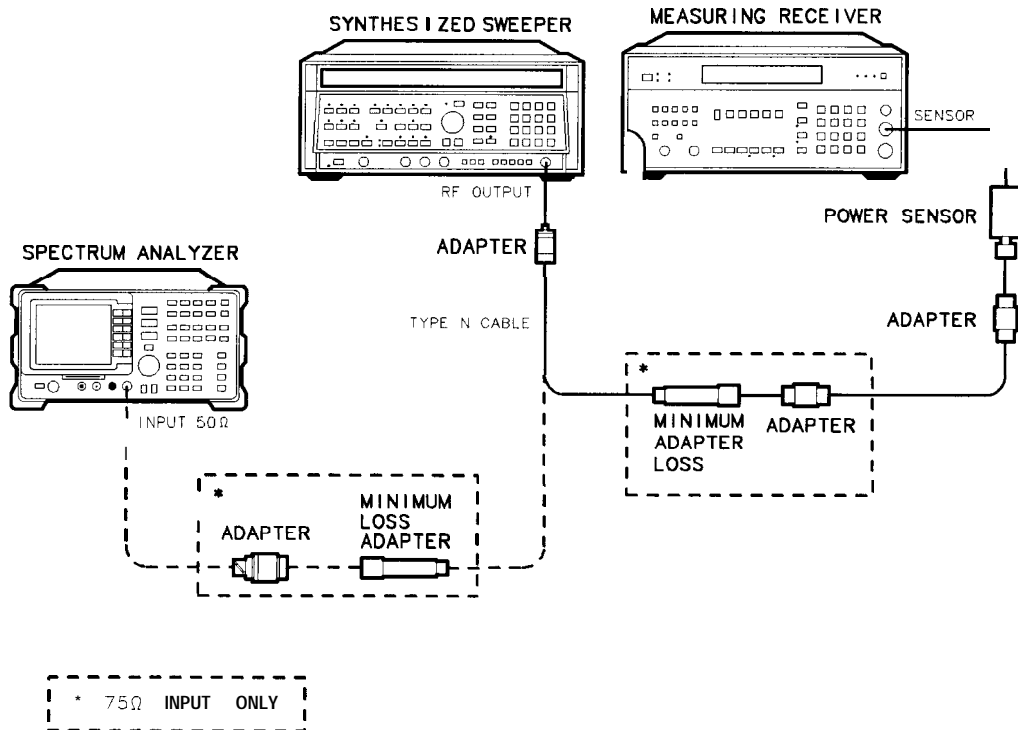 SYNTHESIZED SWEEPER
MEASURING RECEIVER
SENSOR
RF OUTPUT
POWER SENSOR
ADAPTER
SPECTRUM ANALYZER
TYPE N CABLE
ADAPTER
*
INPUT 50Ω
MINIMUM
ADAPTER
LOSS
ADAPTER
*
MINIMUM
LOSS
ADAPTER
ADAPTER
* 75Ω INPUT ONLY